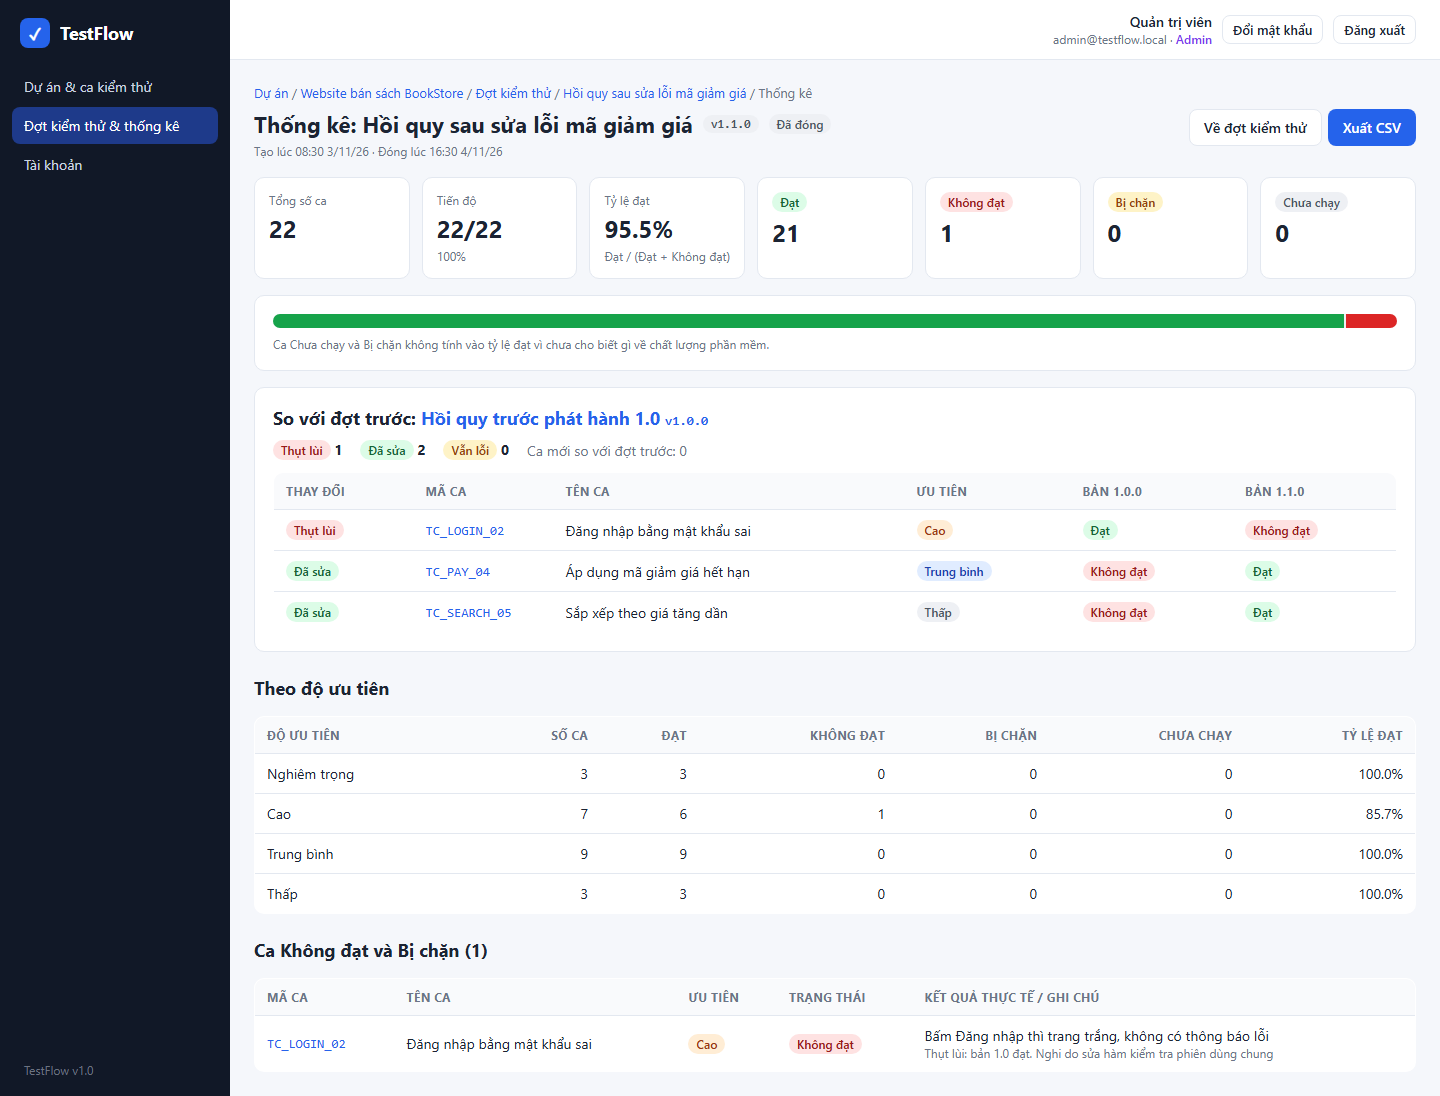 TestFlow
Dự án & ca kiểm thử
Đợt kiểm thử & thống kê
Tài khoản
TestFlow v1.0
Quản trị viên
admin@testflow.local · Admin
Đổi mật khẩu
Đăng xuất
Dự án / Website bán sách BookStore / Đợt kiểm thử / Hồi quy sau sửa lỗi mã giảm giá / Thống kê
Thống kê: Hồi quy sau sửa lỗi mã giảm giá v1.1.0 Đã đóng
Tạo lúc 08:30 3/11/26 · Đóng lúc 16:30 4/11/26
Về đợt kiểm thử
Xuất CSV
Tổng số ca
22
Tiến độ
22/22
100%
Tỷ lệ đạt
95.5%
Đạt / (Đạt + Không đạt)
Đạt
21
Không đạt
1
Bị chặn
0
Chưa chạy
0
Ca Chưa chạy và Bị chặn không tính vào tỷ lệ đạt vì chưa cho biết gì về chất lượng phần mềm.
So với đợt trước: Hồi quy trước phát hành 1.0 v1.0.0
Thụt lùi 1 Đã sửa 2 Vẫn lỗi 0 Ca mới so với đợt trước: 0
THAY ĐỔI MÃ CA TÊN CA ƯU TIÊN BẢN 1.0.0 BẢN 1.1.0
Thụt lùi TC_LOGIN_02 Đăng nhập bằng mật khẩu sai Cao Đạt Không đạt
Đã sửa TC_PAY_04 Áp dụng mã giảm giá hết hạn Trung bình Không đạt Đạt
Đã sửa TC_SEARCH_05 Sắp xếp theo giá tăng dần Thấp Không đạt Đạt
Theo độ ưu tiên
ĐỘ ƯU TIÊN SỐ CA ĐẠT KHÔNG ĐẠT BỊ CHẶN CHƯA CHẠY TỶ LỆ ĐẠT
Nghiêm trọng 3 3 0 0 0 100.0%
Cao 7 6 1 0 0 85.7%
Trung bình 9 9 0 0 0 100.0%
Thấp 3 3 0 0 0 100.0%
Ca Không đạt và Bị chặn (1)
MÃ CA TÊN CA ƯU TIÊN TRẠNG THÁI KẾT QUẢ THỰC TẾ / GHI CHÚ
TC_LOGIN_02 Đăng nhập bằng mật khẩu sai Cao Không đạt Bấm Đăng nhập thì trang trắng, không có thông báo lỗi
Thụt lùi: bản 1.0 đạt. Nghi do sửa hàm kiểm tra phiên dùng chung